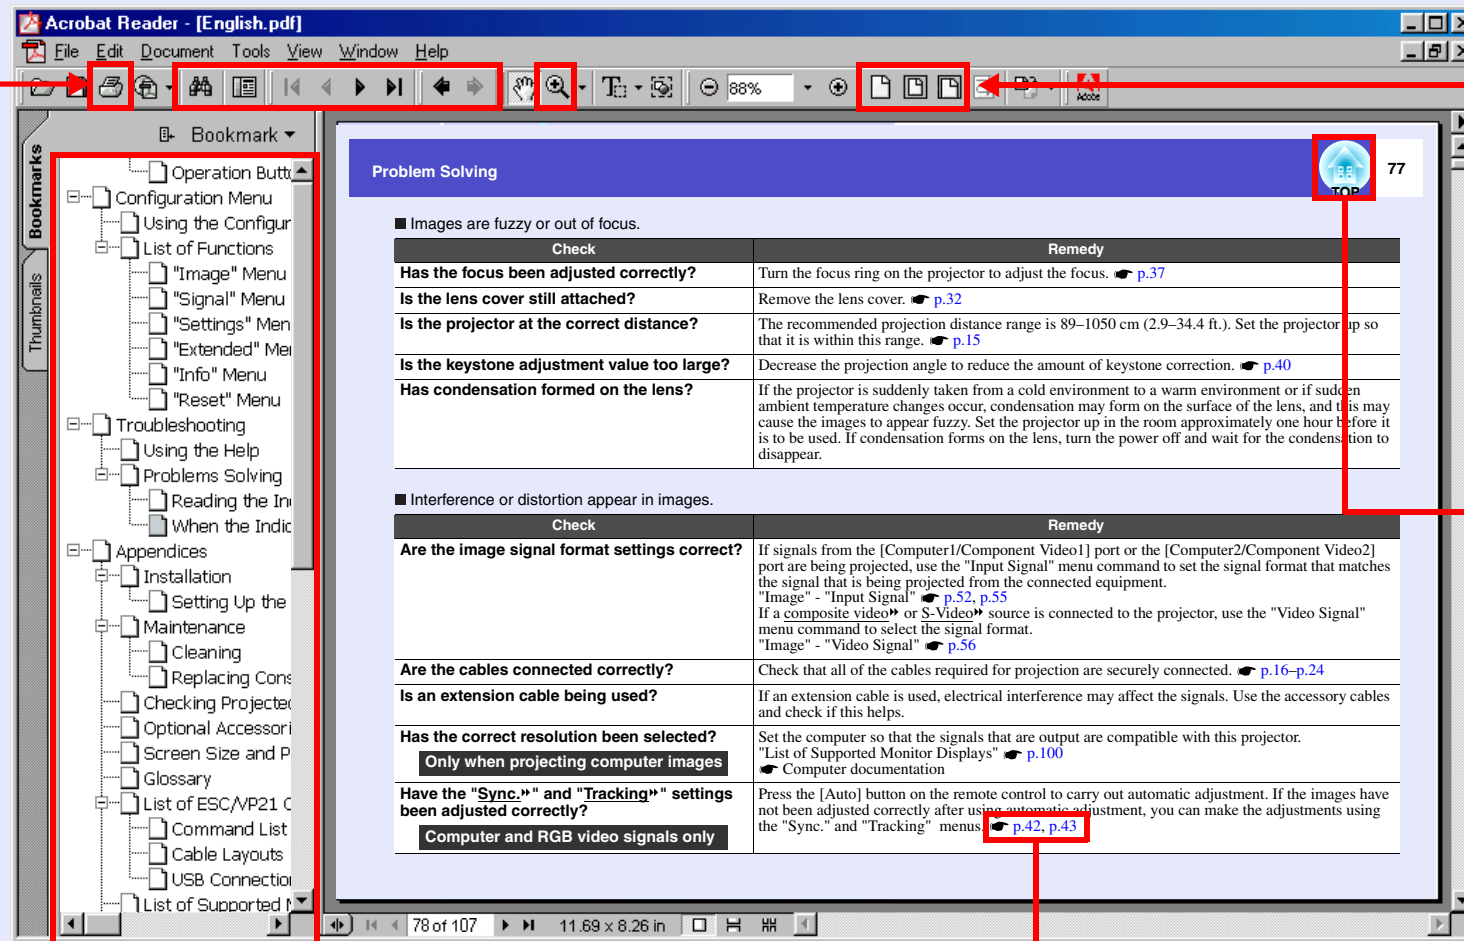 Acrobat Reader - [English.pdf]
File Edit Document Tools View Window Help
88%
Adobe
Bookmarks
Thumbnails
Bookmark
Operation Butt
Configuration Menu
Using the Configur
List of Functions
"Image" Menu
"Signal" Menu
"Settings" Men
"Extended" Me
"Info" Menu
"Reset" Menu
Troubleshooting
Using the Help
Problems Solving
Reading the In
When the Indic
Appendices
Installation
Setting Up the
Maintenance
Cleaning
Replacing Cons
Checking Projected
Optional Accessori
Screen Size and P
Glossary
List of ESC/VP21 C
Command List
Cable Layouts
USB Connection
List of Supported M
Problem Solving
TOP
77
Images are fuzzy or out of focus.
Check Remedy
Has the focus been adjusted correctly? Turn the focus ring on the projector to adjust the focus. ☛ p.37
Is the lens cover still attached? Remove the lens cover. ☛ p.32
Is the projector at the correct distance? The recommended projection distance range is 89–1050 cm (2.9–34.4 ft.). Set the projector up so
that it is within this range. ☛ p.15
Is the keystone adjustment value too large? Decrease the projection angle to reduce the amount of keystone correction. ☛ p.40
Has condensation formed on the lens? If the projector is suddenly taken from a cold environment to a warm environment or if sudden
ambient temperature changes occur, condensation may form on the surface of the lens, and this may
cause the images to appear fuzzy. Set the projector up in the room approximately one hour before it
is to be used. If condensation forms on the lens, turn the power off and wait for the condensation to
disappear.
Interference or distortion appear in images.
Check Remedy
Are the image signal format settings correct? If signals from the [Computer1/Component Video1] port or the [Computer2/Component Video2]
port are being projected, use the "Input Signal" menu command to set the signal format that matches
the signal that is being projected from the connected equipment.
"Image" - "Input Signal" ☛ p.52, p.55
If a composite video or S-Video source is connected to the projector, use the "Video Signal"
menu command to select the signal format.
"Image" - "Video Signal" ☛ p.56
Are the cables connected correctly? Check that all of the cables required for projection are securely connected. ☛ p.16–p.24
Is an extension cable being used? If an extension cable is used, electrical interference may affect the signals. Use the accessory cables
and check if this helps.
Has the correct resolution been selected? Set the computer so that the signals that are output are compatible with this projector.
Only when projecting computer images "List of Supported Monitor Displays" ☛ p.100
☛ Computer documentation
Have the "Sync." and "Tracking" settings Press the [Auto] button on the remote control to carry out automatic adjustment. If the images have
been adjusted correctly? not been adjusted correctly after using automatic adjustment, you can make the adjustments using
Computer and RGB video signals only the "Sync." and "Tracking" menus. ☛ p.42, p.43
78 of 107 11.69 x 8.26 in